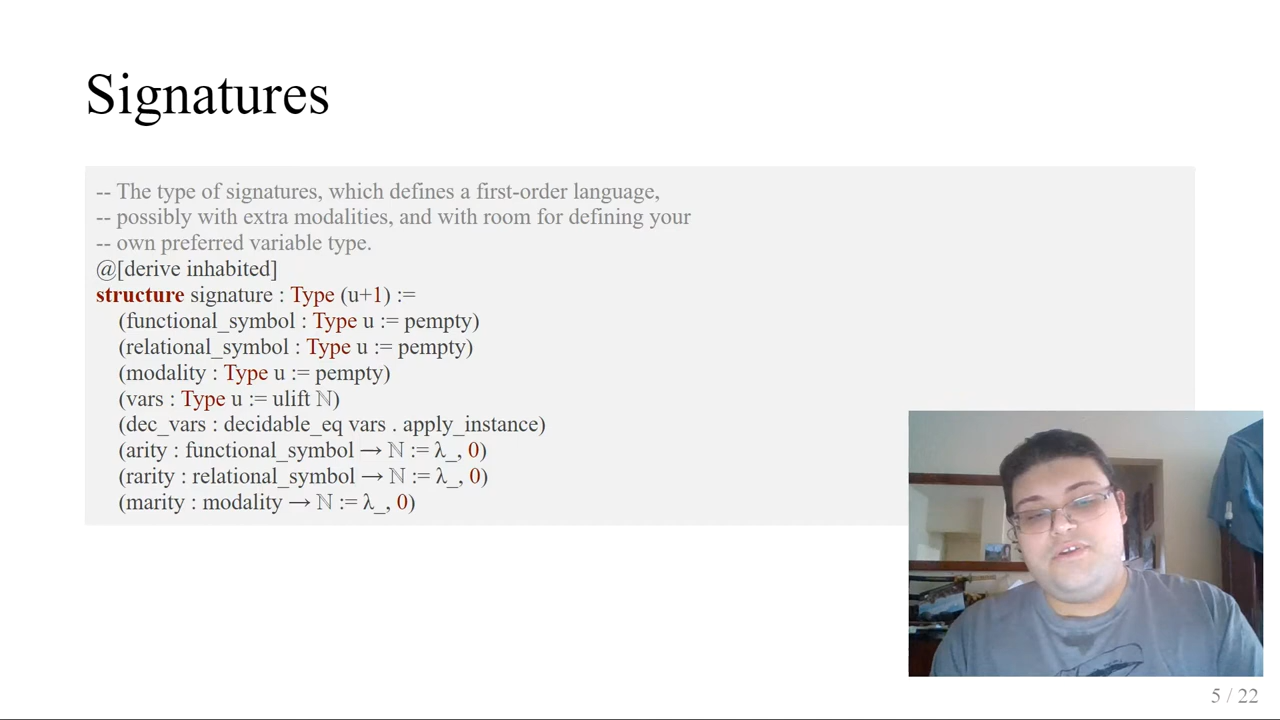 Signatures
-- The type of signatures, which defines a first-order language,
-- possibly with extra modalities, and with room for defining your
-- own preferred variable type.
@[derive inhabited]
structure signature : Type (u+1) :=
(functional_symbol : Type u := pempty)
(relational_symbol : Type u := pempty)
(modality : Type u := pempty)
(vars : Type u := ulift ℕ)
(dec_vars : decidable_eq vars . apply_instance)
(arity : functional_symbol → ℕ := λ_, 0)
(rarity : relational_symbol → ℕ := λ_, 0)
(marity : modality → ℕ := λ_, 0)
5 / 22